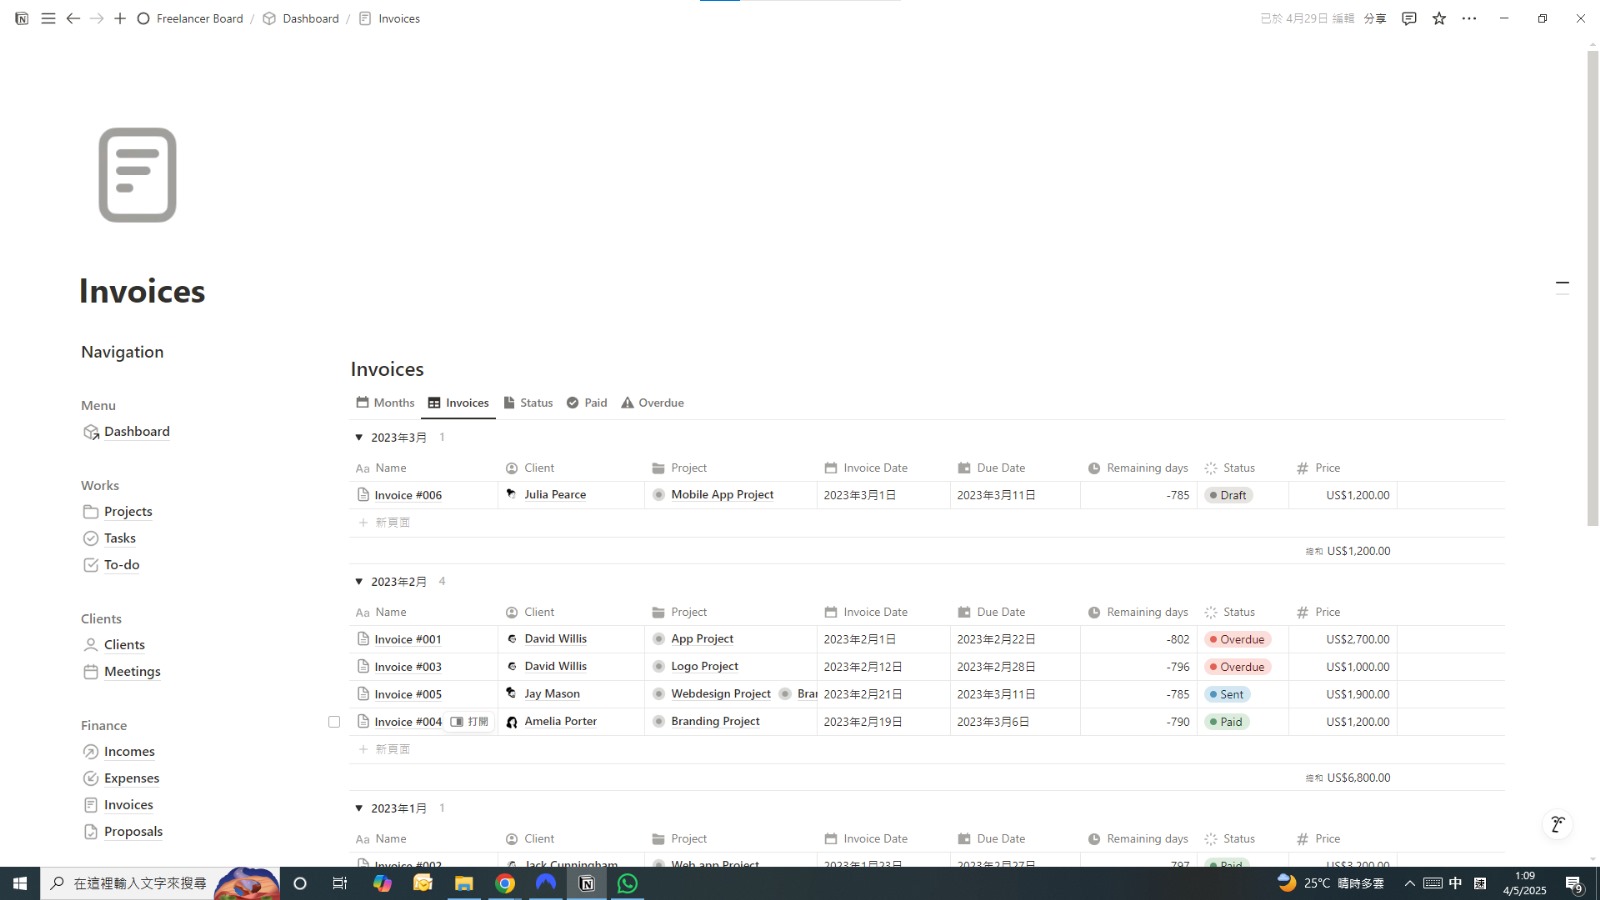 Freelancer Board / Dashboard / Invoices
已於 4月29日 編輯 分享
Invoices
Navigation
Menu
Dashboard
Works
Projects
Tasks
To-do
Clients
Clients
Meetings
Finance
Incomes
Expenses
Invoices
Proposals
Invoices
Months Invoices Status Paid Overdue
2023年3月 1
Aa Name Client Project Invoice Date Due Date Remaining days Status # Price
Invoice #006 Julia Pearce Mobile App Project 2023年3月1日 2023年3月11日 -785 Draft US$1,200.00
+ 新頁面
總和 US$1,200.00
2023年2月 4
Aa Name Client Project Invoice Date Due Date Remaining days Status # Price
Invoice #001 David Willis App Project 2023年2月1日 2023年2月22日 -802 Overdue US$2,700.00
Invoice #003 David Willis Logo Project 2023年2月12日 2023年2月28日 -796 Overdue US$1,000.00
Invoice #005 Jay Mason Webdesign Project Bran 2023年2月21日 2023年3月11日 -785 Sent US$1,900.00
Invoice #004 打開 Amelia Porter Branding Project 2023年2月19日 2023年3月6日 -790 Paid US$1,200.00
+ 新頁面
總和 US$6,800.00
2023年1月 1
Aa Name Client Project Invoice Date Due Date Remaining days Status # Price
Invoice #002 Jack Cunningham Web app Project 2023年1月23日 2023年2月27日 -797 Paid US$3,200.00
在這裡輸入文字來搜尋
25°C 晴時多雲
中
1:09
4/5/2025
9